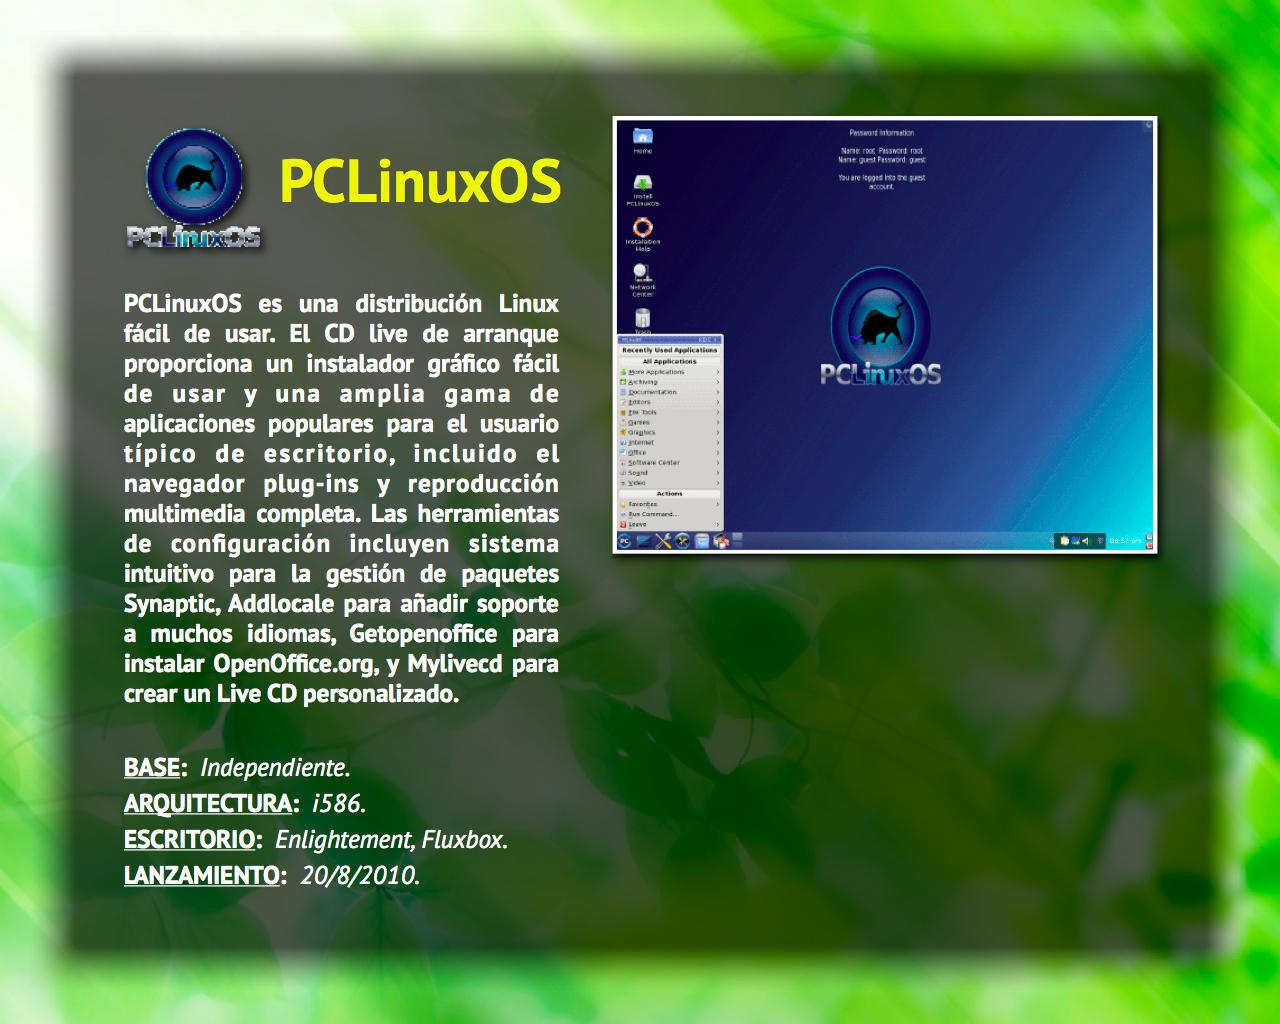 PCLinuxOS
PCLinuxOS
PCLinuxOS es una distribución Linux
fácil de usar. El CD live de arranque
proporciona un instalador gráfico fácil
de usar y una amplia gama de
aplicaciones populares para el usuario
típico de escritorio, incluido el
navegador plug-ins y reproducción
multimedia completa. Las herramientas
de configuración incluyen sistema
intuitivo para la gestión de paquetes
Synaptic, Addlocale para añadir soporte
a muchos idiomas, Getopenoffice para
instalar OpenOffice.org, y Mylivecd para
crear un Live CD personalizado.
BASE: Independiente.
ARQUITECTURA: i586.
ESCRITORIO: Enlightement, Fluxbox.
LANZAMIENTO: 20/8/2010.
Home
Install
PCLinuxOS
Instalation
Help
Network
Center
Trash
Password Information
Name: root Password: root
Name: guest Password: guest
You are logged into the guest
account.
PCLinuxOS
Recently Used Applications
All Applications
More Applications
Archiving
Documentation
Editors
File Tools
Games
Graphics
Internet
Office
Software Center
Sound
Video
Actions
Favorites
Run Command...
Leave
PC